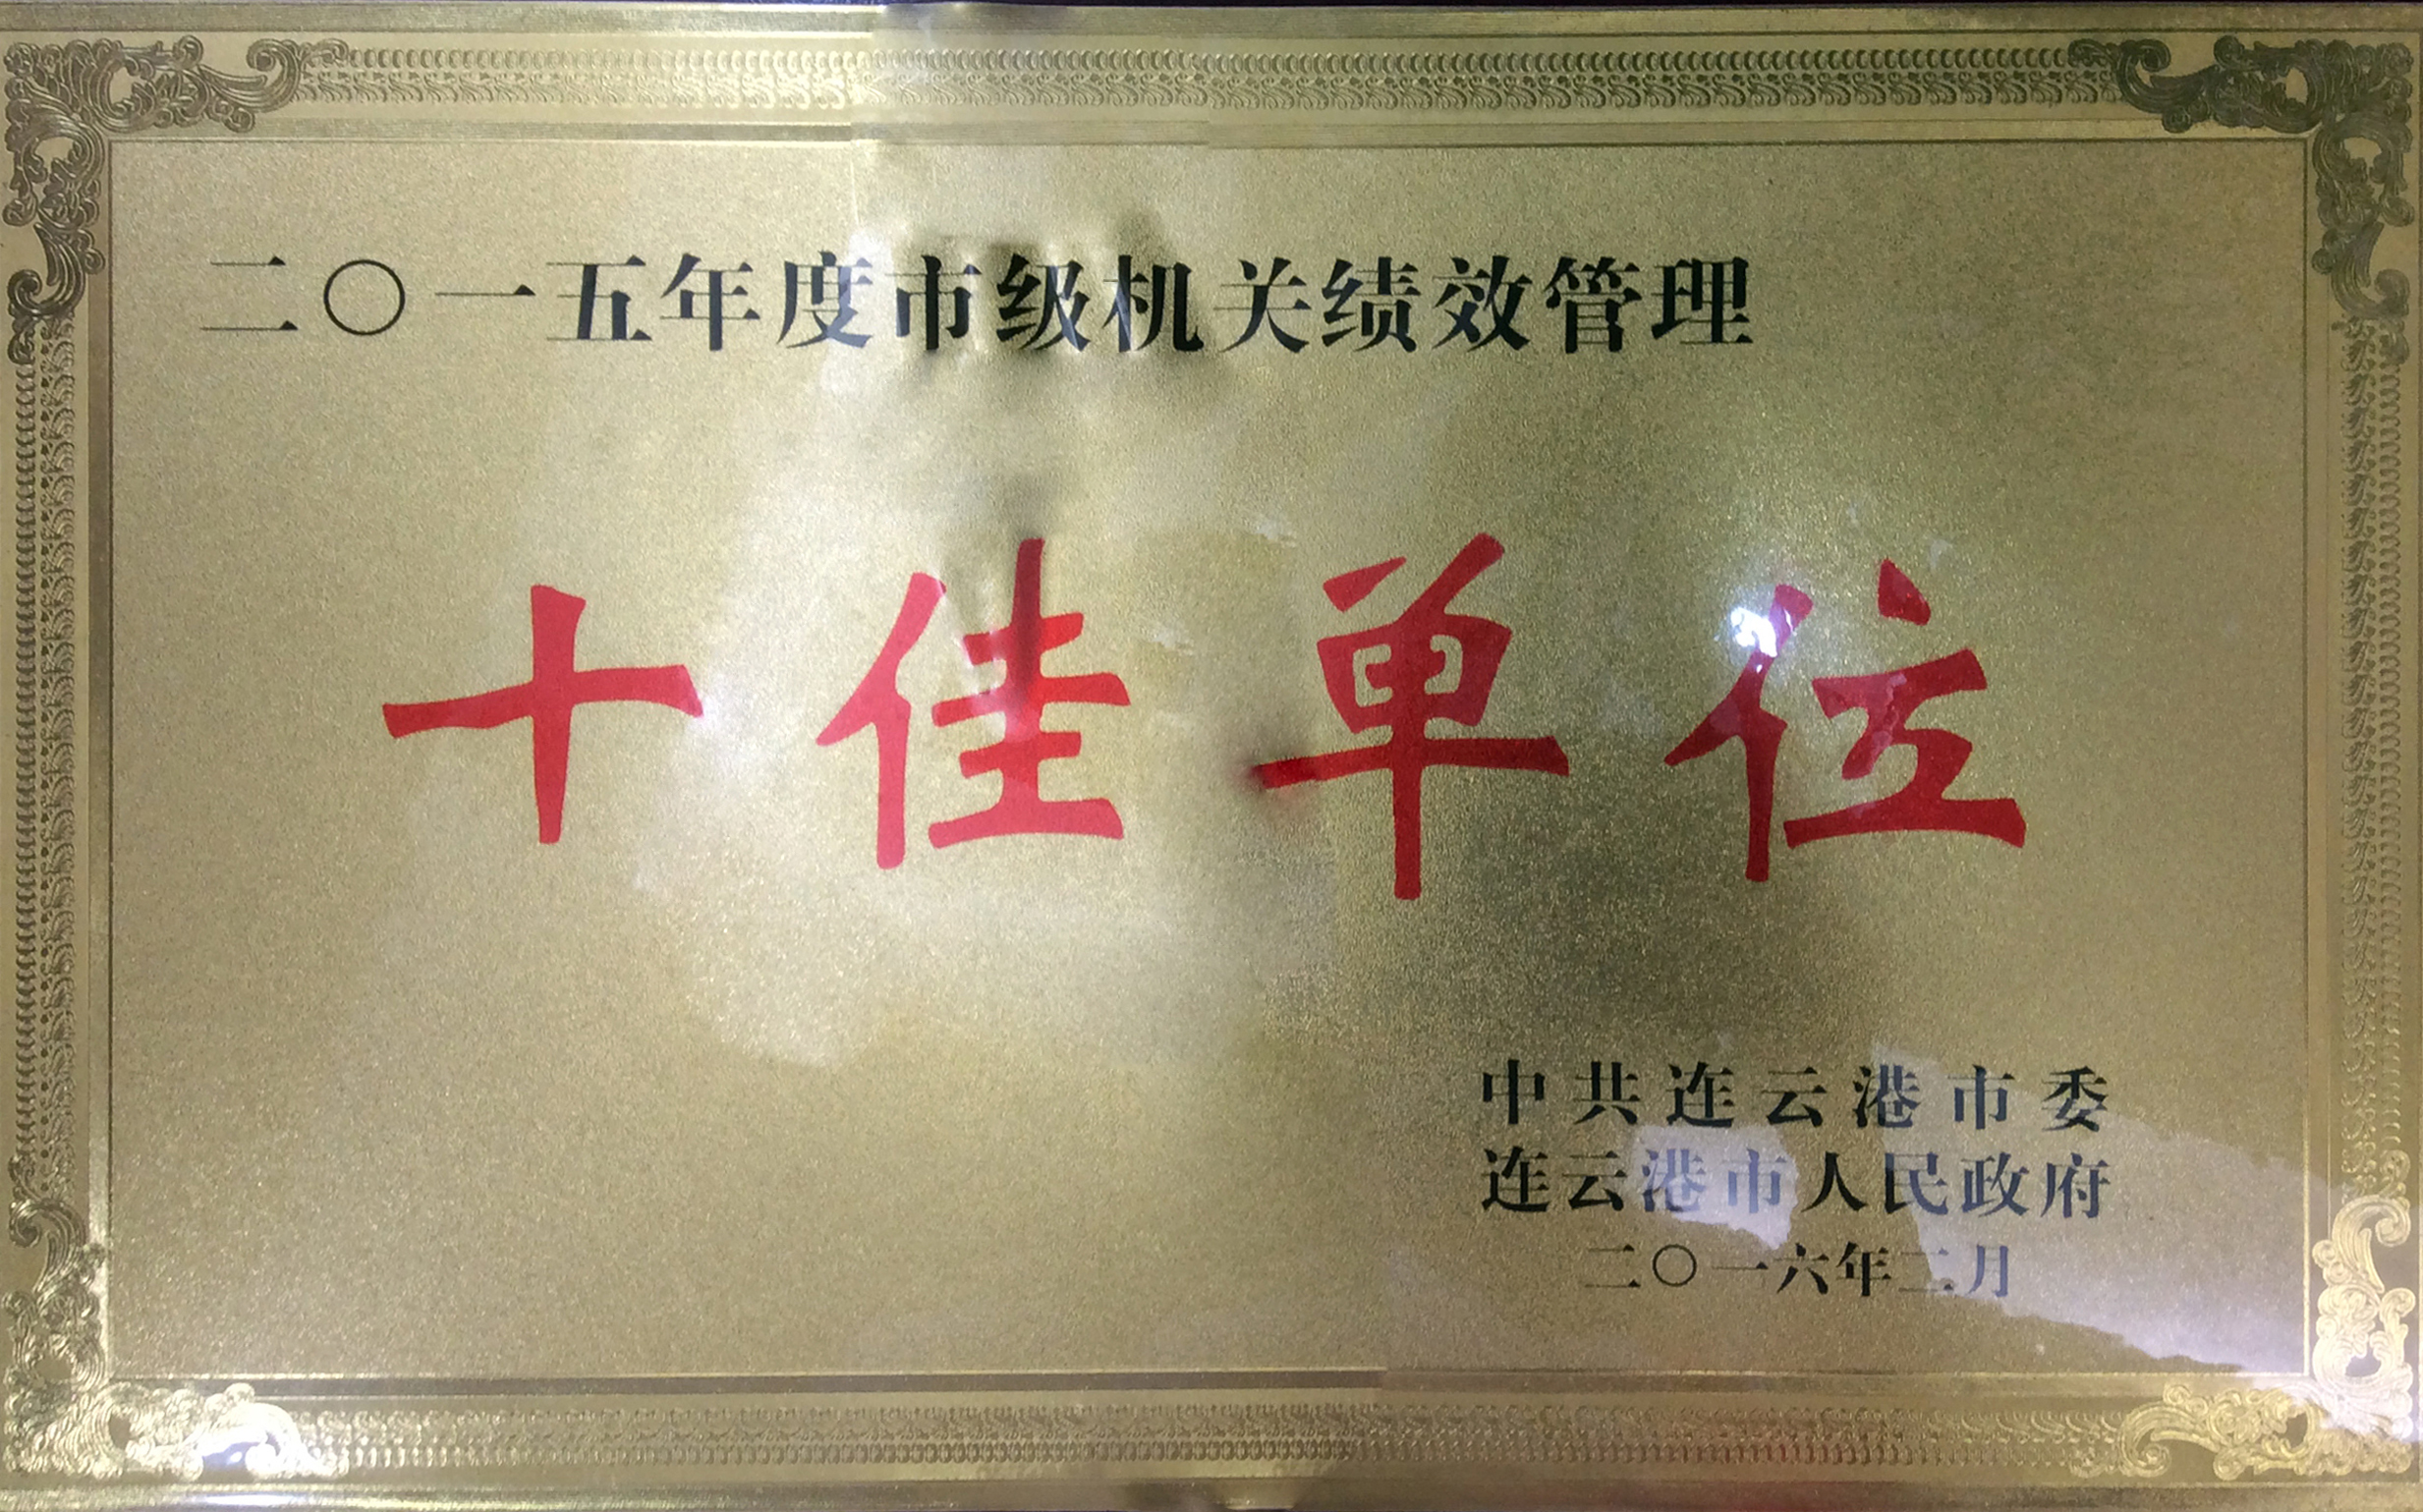 二〇一五年度市级机关绩效管理
十佳单位
中共连云港市委
连云港市人民政府
二〇一六年二月